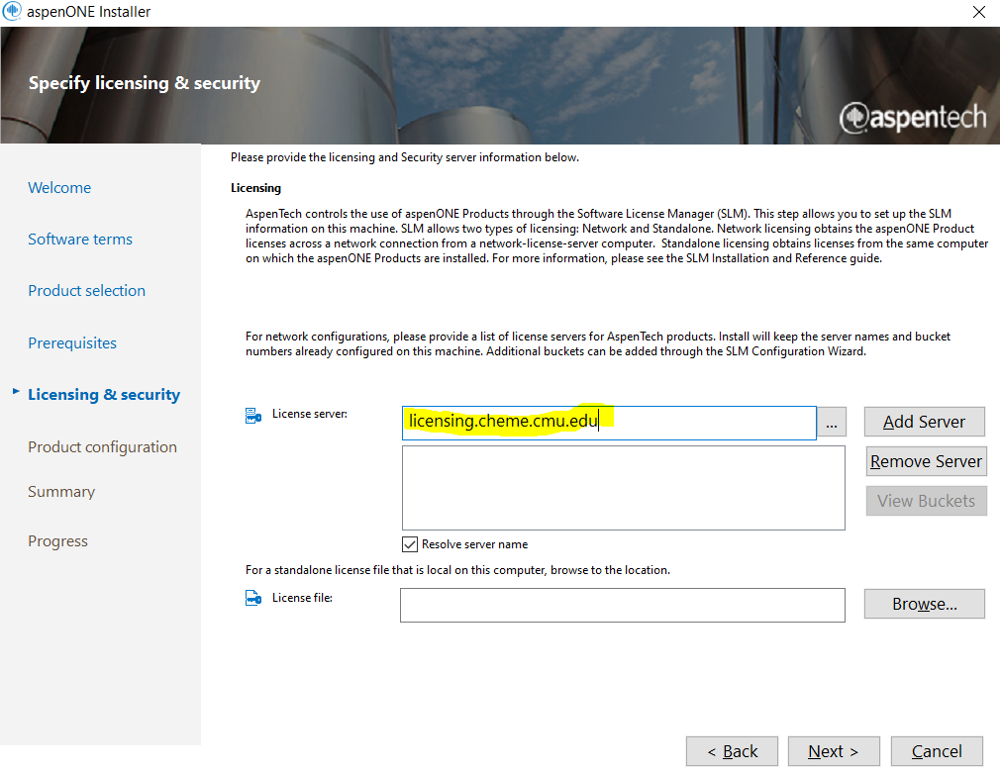 aspenONE Installer
Specify licensing & security
aspentech
Welcome
Software terms
Product selection
Prerequisites
Licensing & security
Product configuration
Summary
Progress
Please provide the licensing and Security server information below.
Licensing
AspenTech controls the use of aspenONE Products through the Software License Manager (SLM). This step allows you to set up the SLM
information on this machine. SLM allows two types of licensing: Network and Standalone. Network licensing obtains the aspenONE Product
licenses across a network connection from a network-license-server computer.  Standalone licensing obtains licenses from the same computer
on which the aspenONE Products are installed. For more information, please see the SLM Installation and Reference guide.
For network configurations, please provide a list of license servers for AspenTech products. Install will keep the server names and bucket
numbers already configured on this machine. Additional buckets can be added through the SLM Configuration Wizard.
License server:
licensing.cheme.cmu.edu
...
Add Server
Remove Server
View Buckets
Resolve server name
For a standalone license file that is local on this computer, browse to the location.
License file:
Browse...
< Back
Next >
Cancel